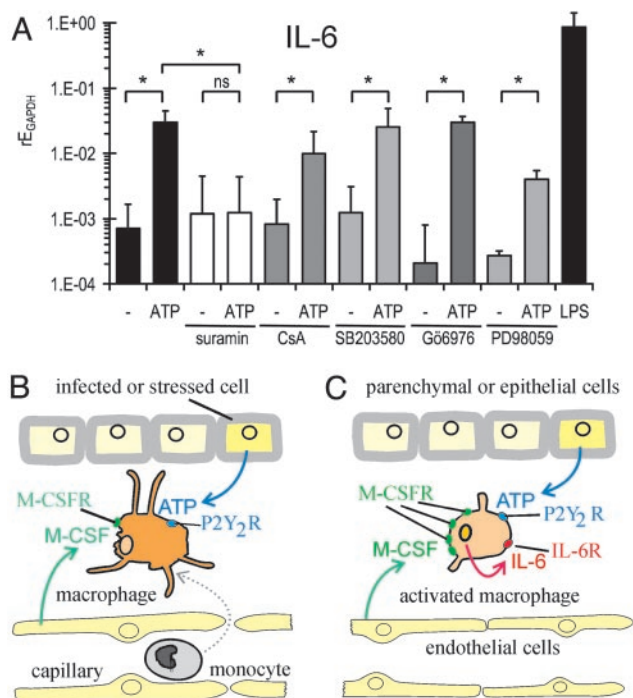 A
IL-6
rE_GAPDH
1.E+00
1.E-01
1.E-02
1.E-03
1.E-04
*
*
ns
*
*
*
*
- ATP - ATP - ATP - ATP - ATP - ATP LPS
suramin CsA SB203580 Gö6976 PD98059
B
infected or stressed cell
M-CSFR
M-CSF
ATP
P2Y₂R
macrophage
capillary
monocyte
C
parenchymal or epithelial cells
M-CSFR
M-CSF
ATP
P2Y₂R
IL-6R
IL-6
activated macrophage
endothelial cells